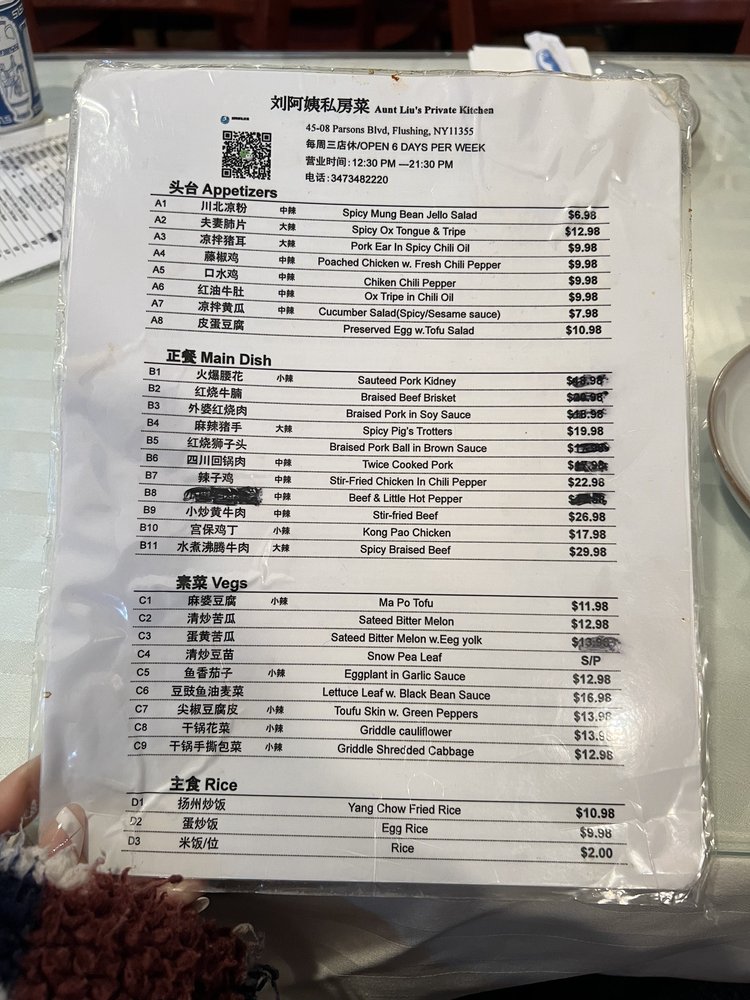 刘阿姨私房菜 Aunt Liu's Private Kitchen
45-08 Parsons Blvd, Flushing, NY11355
每周三店休/OPEN 6 DAYS PER WEEK
营业时间: 12:30 PM —21:30 PM
电话: 3473482220
头台 Appetizers
A1 川北凉粉 中辣 Spicy Mung Bean Jello Salad $6.98
A2 夫妻肺片 大辣 Spicy Ox Tongue & Tripe $12.98
A3 凉拌猪耳 大辣 Pork Ear In Spicy Chili Oil $9.98
A4 藤椒鸡 中辣 Poached Chicken w. Fresh Chili Pepper $9.98
A5 口水鸡 中辣 Chiken Chili Pepper $9.98
A6 红油牛肚 中辣 Ox Tripe in Chili Oil $9.98
A7 凉拌黄瓜 中辣 Cucumber Salad(Spicy/Sesame sauce) $7.98
A8 皮蛋豆腐 Preserved Egg w.Tofu Salad $10.98
正餐 Main Dish
B1 火爆腰花 小辣 Sauteed Pork Kidney
B2 红烧牛腩 Braised Beef Brisket
B3 外婆红烧肉 Braised Pork in Soy Sauce
B4 麻辣猪手 大辣 Spicy Pig's Trotters $19.98
B5 红烧狮子头 Braised Pork Ball in Brown Sauce
B6 四川回锅肉 中辣 Twice Cooked Pork
B7 辣子鸡 中辣 Stir-Fried Chicken In Chili Pepper $22.98
B8 中辣 Beef & Little Hot Pepper
B9 小炒黄牛肉 中辣 Stir-fried Beef $26.98
B10 宫保鸡丁 小辣 Kong Pao Chicken $17.98
B11 水煮沸腾牛肉 大辣 Spicy Braised Beef $29.98
素菜 Vegs
C1 麻婆豆腐 小辣 Ma Po Tofu $11.98
C2 清炒苦瓜 Sateed Bitter Melon $12.98
C3 蛋黄苦瓜 Sateed Bitter Melon w.Eeg yolk
C4 清炒豆苗 Snow Pea Leaf S/P
C5 鱼香茄子 小辣 Eggplant in Garlic Sauce $12.98
C6 豆豉鱼油麦菜 Lettuce Leaf w. Black Bean Sauce $16.98
C7 尖椒豆腐皮 小辣 Toufu Skin w. Green Peppers $13.98
C8 干锅花菜 小辣 Griddle cauliflower $13.98
C9 干锅手撕包菜 小辣 Griddle Shredded Cabbage $12.98
主食 Rice
D1 扬州炒饭 Yang Chow Fried Rice $10.98
D2 蛋炒饭 Egg Rice $9.98
D3 米饭/位 Rice $2.00